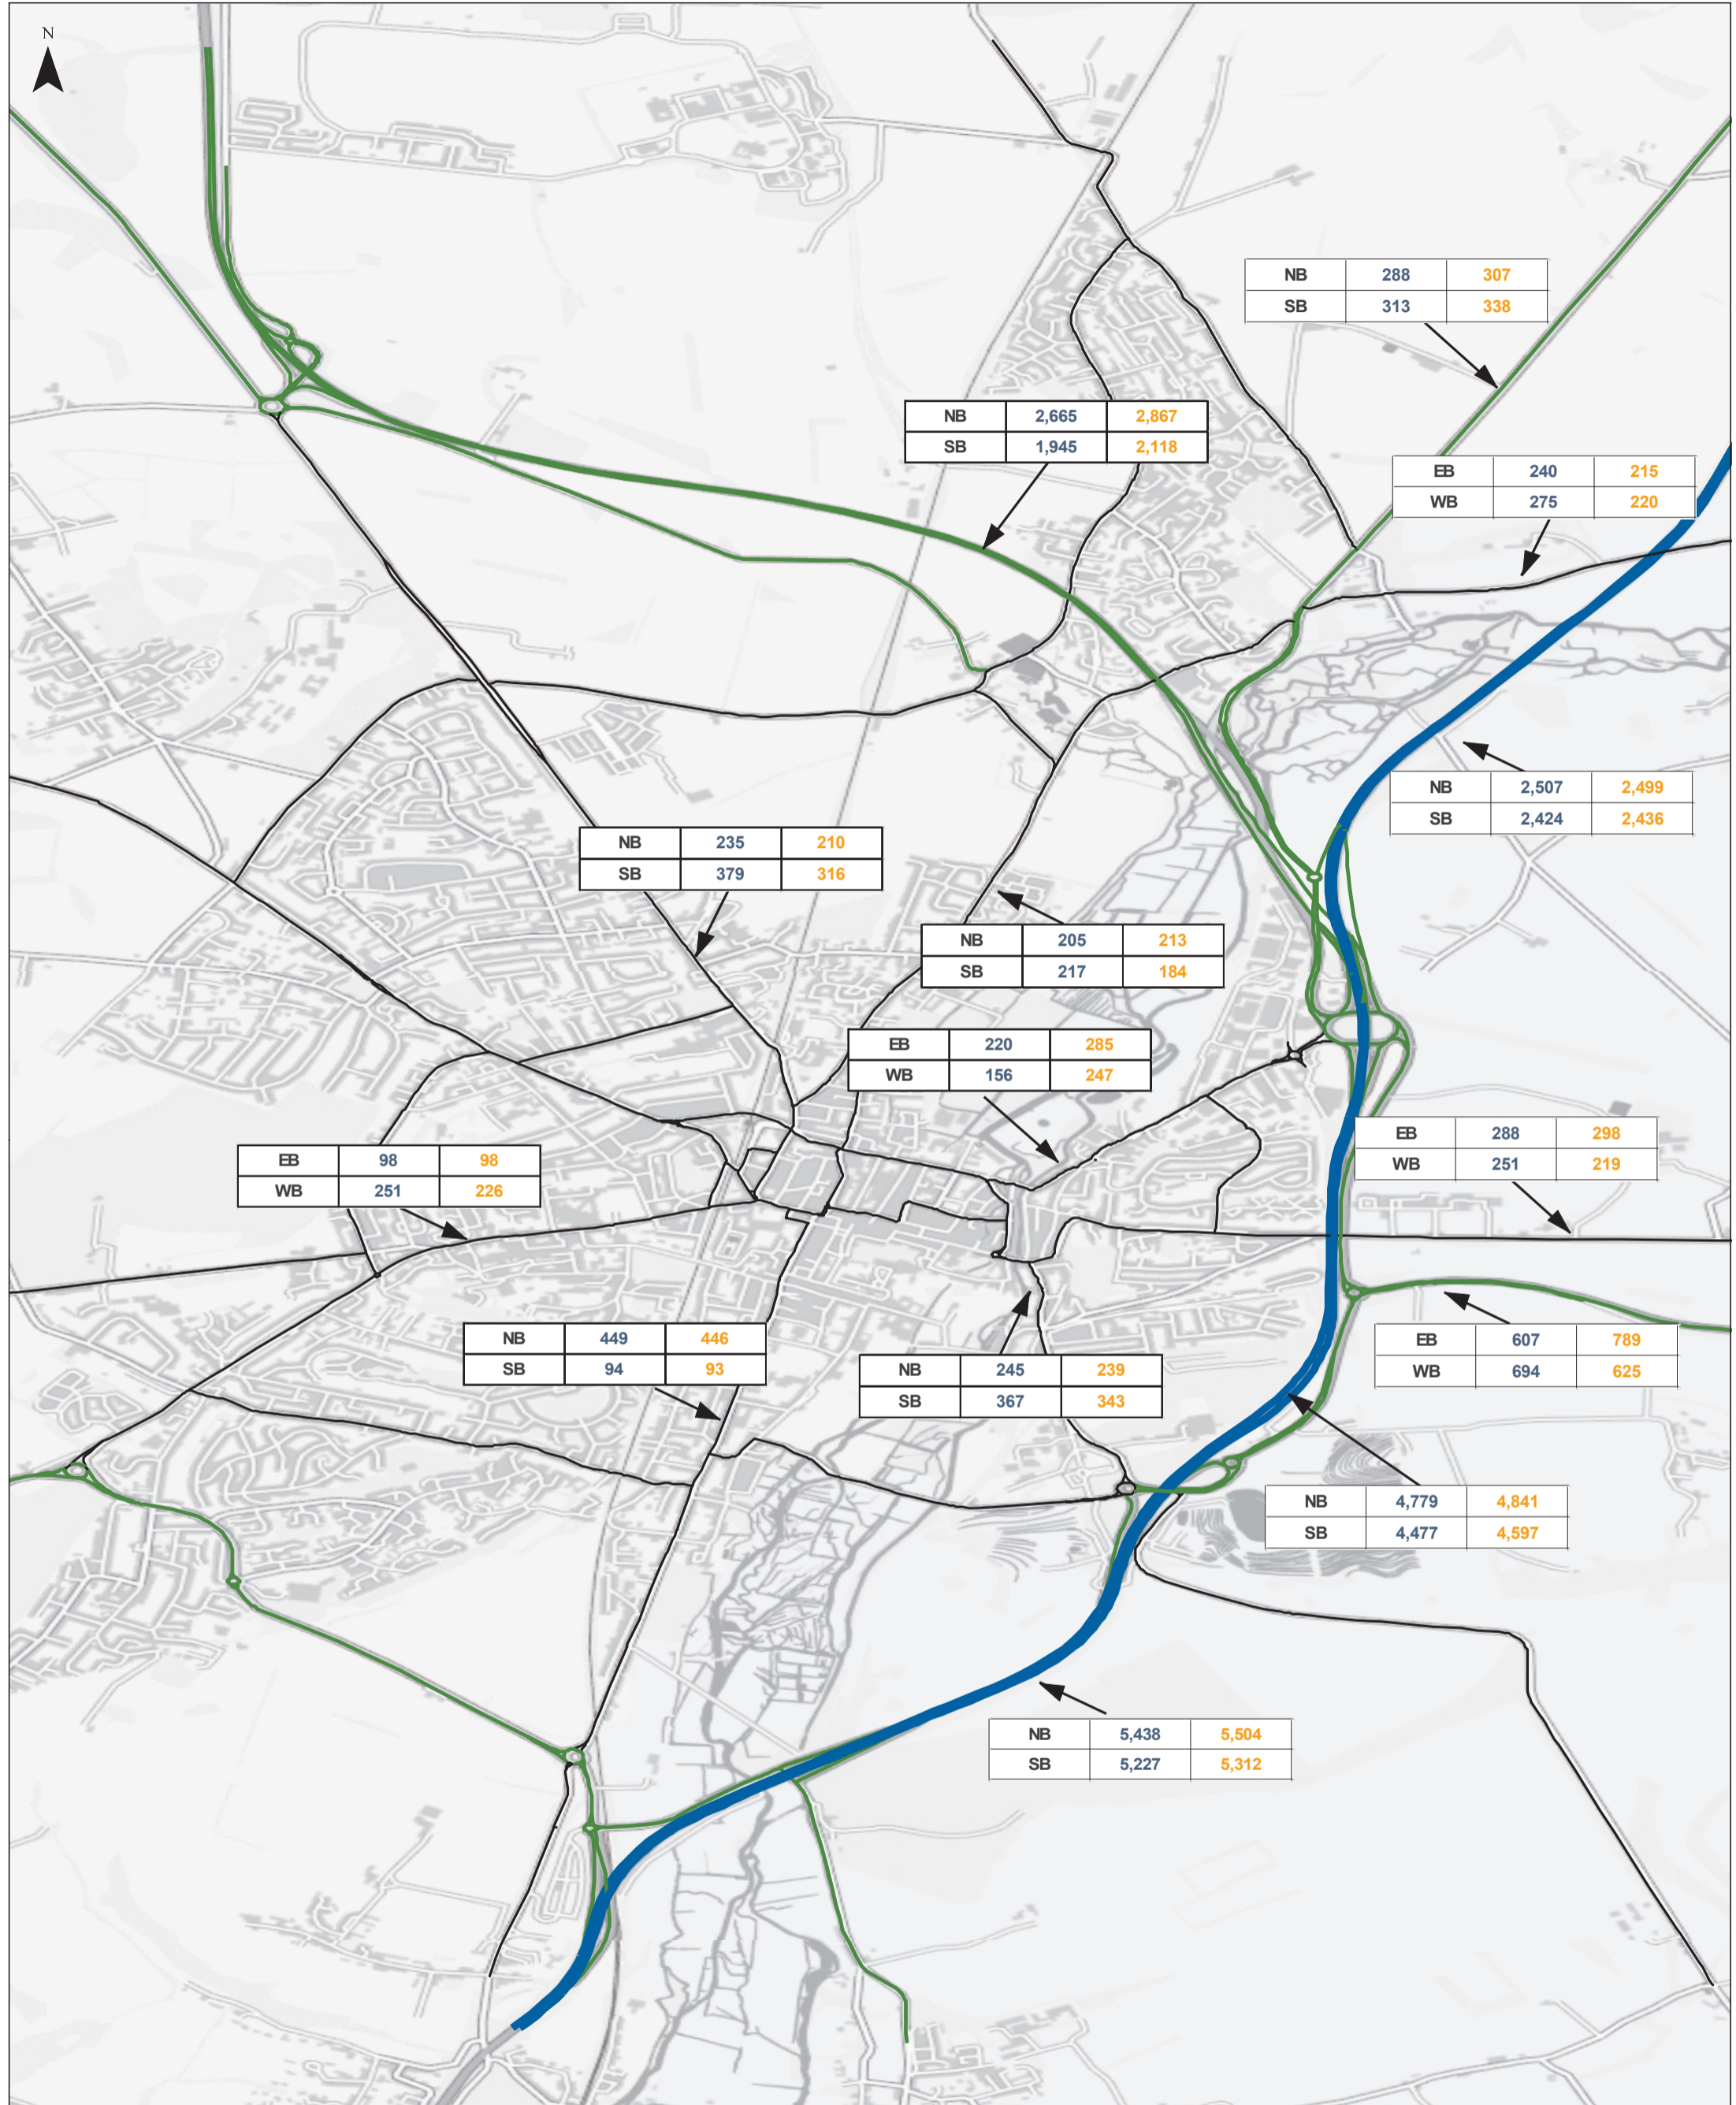 N
NB 288 307
SB 313 338
NB 2,665 2,867
SB 1,945 2,118
EB 240 215
WB 275 220
NB 2,507 2,499
SB 2,424 2,436
NB 235 210
SB 379 316
NB 205 213
SB 217 184
EB 220 285
WB 156 247
EB 288 298
WB 251 219
EB 98 98
WB 251 226
NB 449 446
SB 94 93
NB 245 239
SB 367 343
EB 607 789
WB 694 625
NB 4,779 4,841
SB 4,477 4,597
NB 5,438 5,504
SB 5,227 5,312